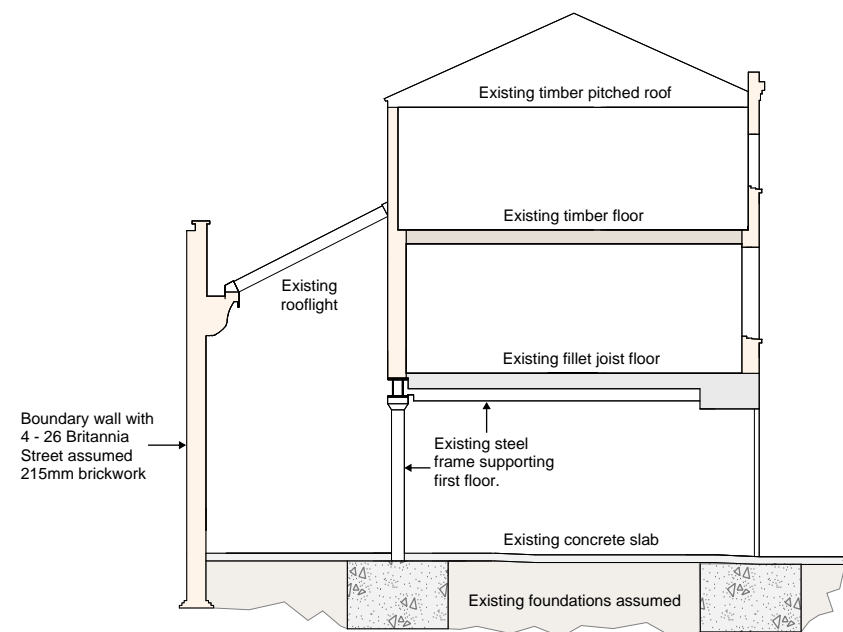 Existing timber pitched roof
Existing timber floor
Existing
rooflight
Existing fillet joist floor
Boundary wall with
4 - 26 Britannia
Street assumed
215mm brickwork
Existing steel
frame supporting
first floor.
Existing concrete slab
Existing foundations assumed